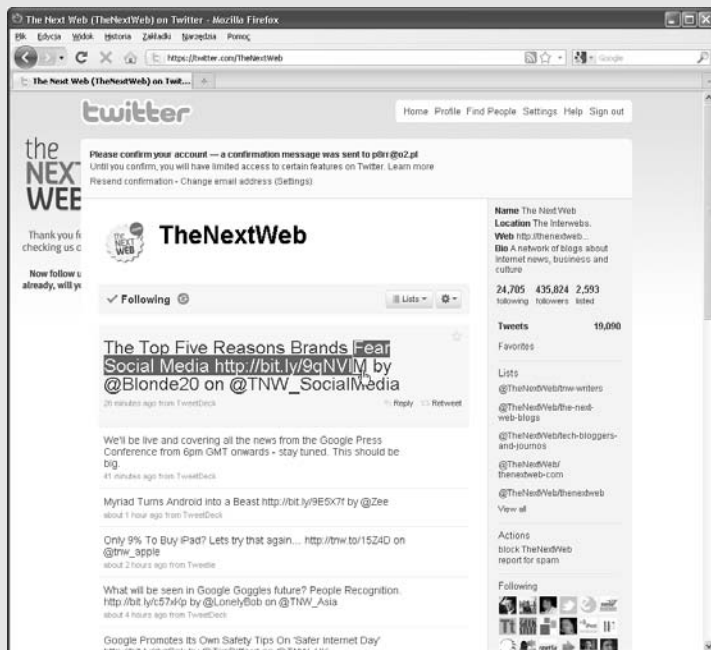 The Next Web (TheNextWeb) on Twitter - Mozilla Firefox
Plik Edycja Widok Historia Zakładki Narzędzia Pomoc
https://twitter.com/TheNextWeb
Google
The Next Web (TheNextWeb) on Twit...
twitter
Home Profile Find People Settings Help Sign out
the
NEXT
WEB
Thank you f
checking us o
Now follow u
already, will yo
Please confirm your account — a confirmation message was sent to p8rr@o2.pl
Until you confirm, you will have limited access to certain features on Twitter. Learn more
Resend confirmation - Change email address (Settings)
the
NEXT
WEB
TheNextWeb
Following
Lists
The Top Five Reasons Brands Fear
Social Media http://bit.ly/9qNVIM by
@Blonde20 on @TNW_SocialMedia
26 minutes ago from TweetDeck
Reply Retweet
We'll be live and covering all the news from the Google Press
Conference from 6pm GMT onwards - stay tuned. This should be
big.
41 minutes ago from TweetDeck
Myriad Turns Android into a Beast http://bit.ly/9E5X7f by @Zee
about 1 hour ago from TweetDeck
Only 9% To Buy iPad? Lets try that again... http://tnw.to/15Z4D on
@tnw_apple
about 2 hours ago from Tweetie
What will be seen in Google Goggles future? People Recognition.
http://bit.ly/c57xKp by @LonelyBob on @TNW_Asia
about 4 hours ago from TweetDeck
Google Promotes Its Own Safety Tips On 'Safer Internet Day'
Name The Next Web
Location The Interwebs.
Web http://thenextweb...
Bio A network of blogs about
internet news, business and
culture
24,705 435,824 2,593
following followers listed
Tweets 19,090
Favorites
Lists
@TheNextWeb/tnw-writers
@TheNextWeb/the-next-
web-blogs
@TheNextWeb/tech-bloggers-
and-journos
@TheNextWeb/
thenextweb-com
@TheNextWeb/thenextweb
View all
Actions
block TheNextWeb
report for spam
Following